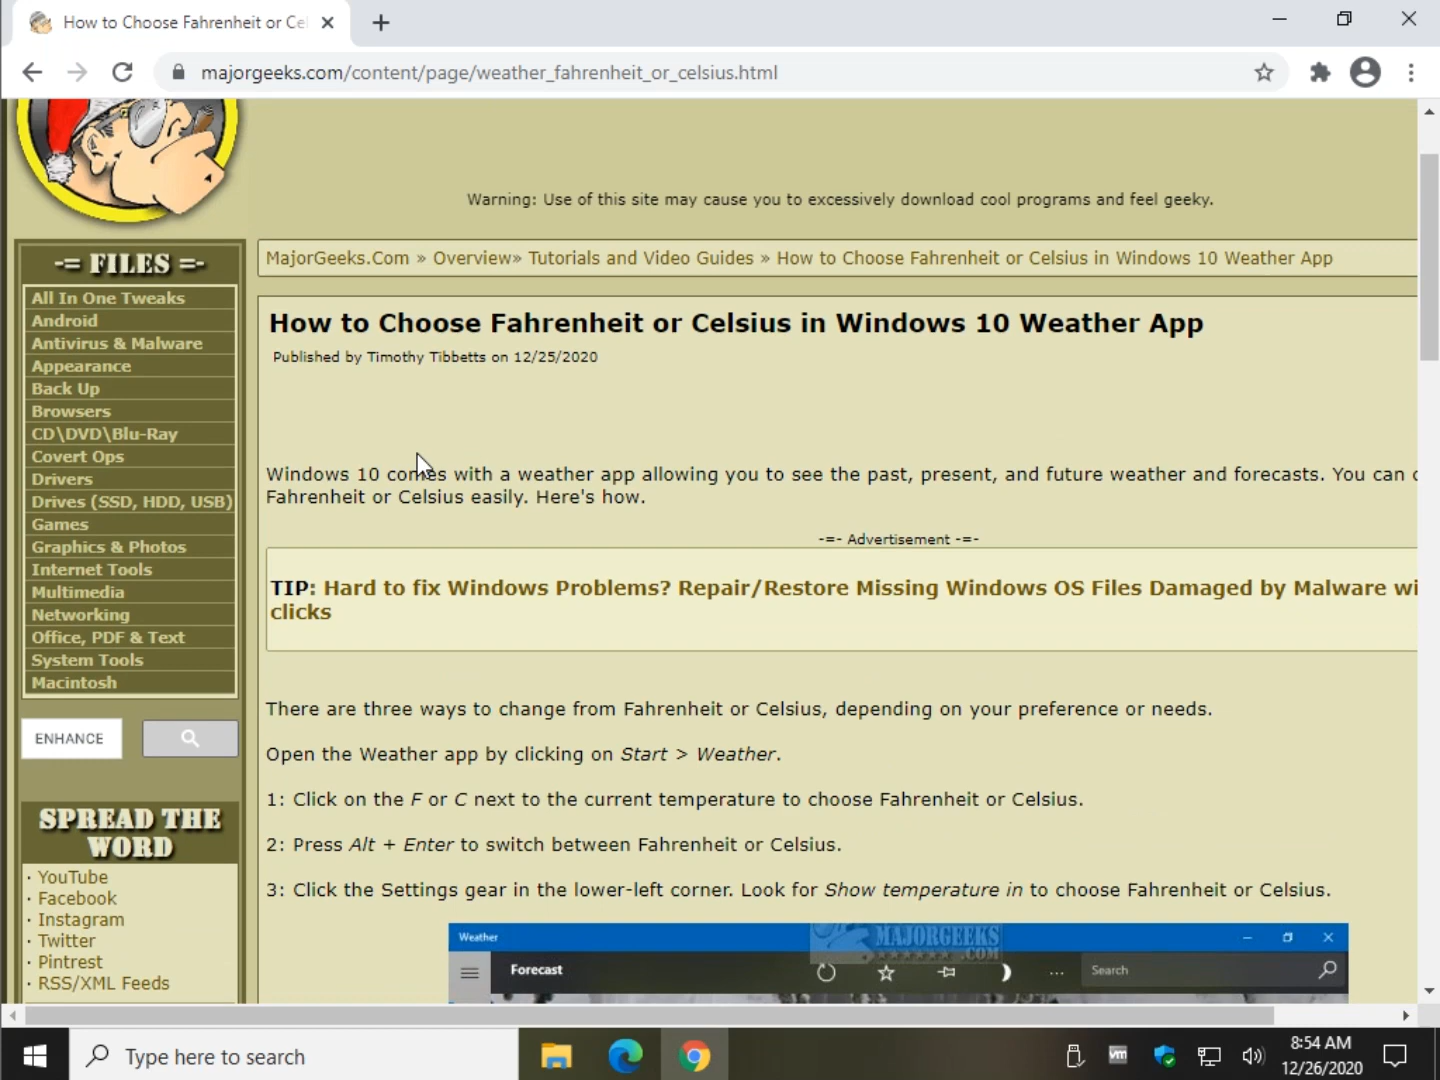 How to Choose Fahrenheit or Cel
majorgeeks.com/content/page/weather_fahrenheit_or_celsius.html
Warning: Use of this site may cause you to excessively download cool programs and feel geeky.
-= FILES =-
All In One Tweaks
Android
Antivirus & Malware
Appearance
Back Up
Browsers
CD\DVD\Blu-Ray
Covert Ops
Drivers
Drives (SSD, HDD, USB)
Games
Graphics & Photos
Internet Tools
Multimedia
Networking
Office, PDF & Text
System Tools
Macintosh
ENHANCE
SPREAD THE
WORD
· YouTube
· Facebook
· Instagram
· Twitter
· Pintrest
· RSS/XML Feeds
MajorGeeks.Com » Overview» Tutorials and Video Guides » How to Choose Fahrenheit or Celsius in Windows 10 Weather App
How to Choose Fahrenheit or Celsius in Windows 10 Weather App
Published by Timothy Tibbetts on 12/25/2020
Windows 10 comes with a weather app allowing you to see the past, present, and future weather and forecasts. You can
Fahrenheit or Celsius easily. Here's how.
-=- Advertisement -=-
TIP: Hard to fix Windows Problems? Repair/Restore Missing Windows OS Files Damaged by Malware wi
clicks
There are three ways to change from Fahrenheit or Celsius, depending on your preference or needs.
Open the Weather app by clicking on Start > Weather.
1: Click on the F or C next to the current temperature to choose Fahrenheit or Celsius.
2: Press Alt + Enter to switch between Fahrenheit or Celsius.
3: Click the Settings gear in the lower-left corner. Look for Show temperature in to choose Fahrenheit or Celsius.
Weather
MAJORGEEKS
.COM
Forecast
Search
Type here to search
vm
8:54 AM
12/26/2020